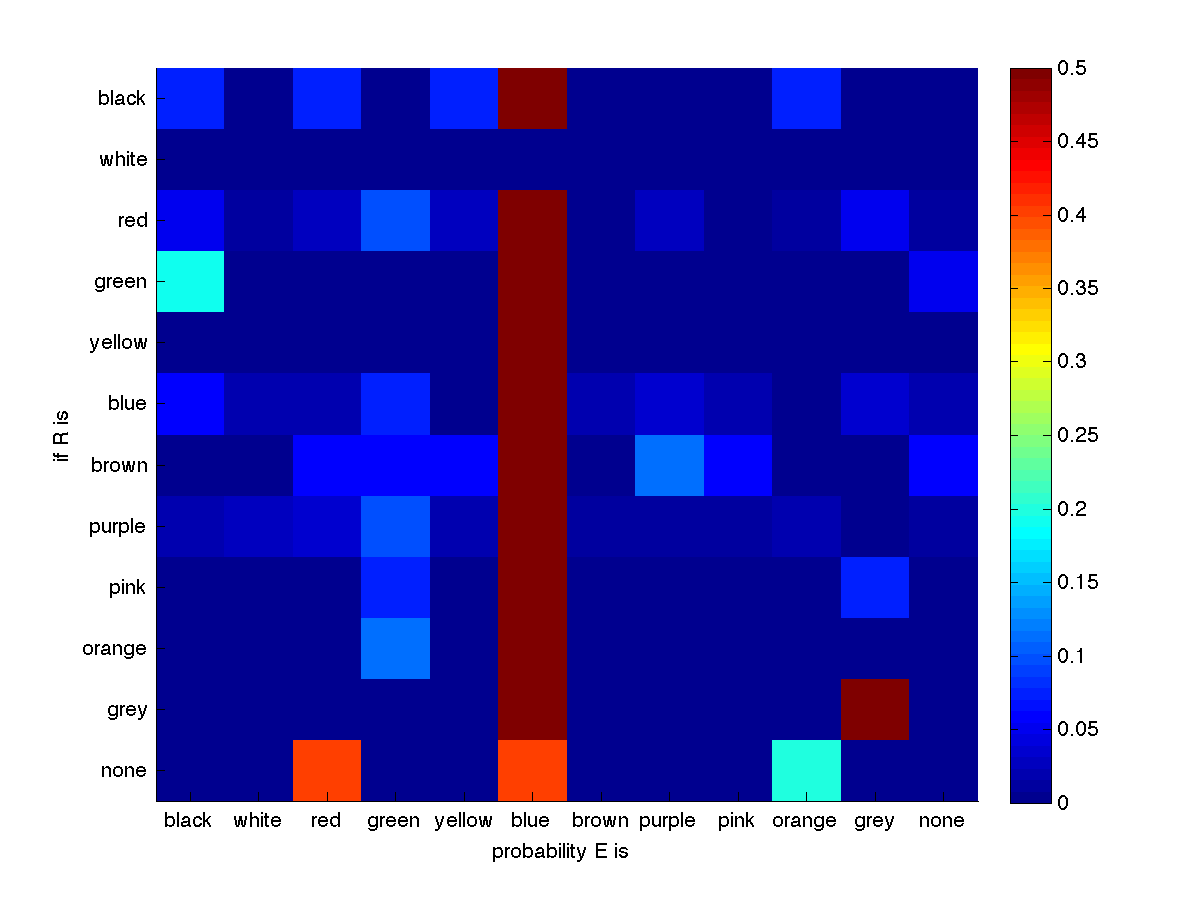 if R is
black
white
red
green
yellow
blue
brown
purple
pink
orange
grey
none
black white red green yellow blue brown purple pink orange grey none
probability E is
0.5
0.45
0.4
0.35
0.3
0.25
0.2
0.15
0.1
0.05
0